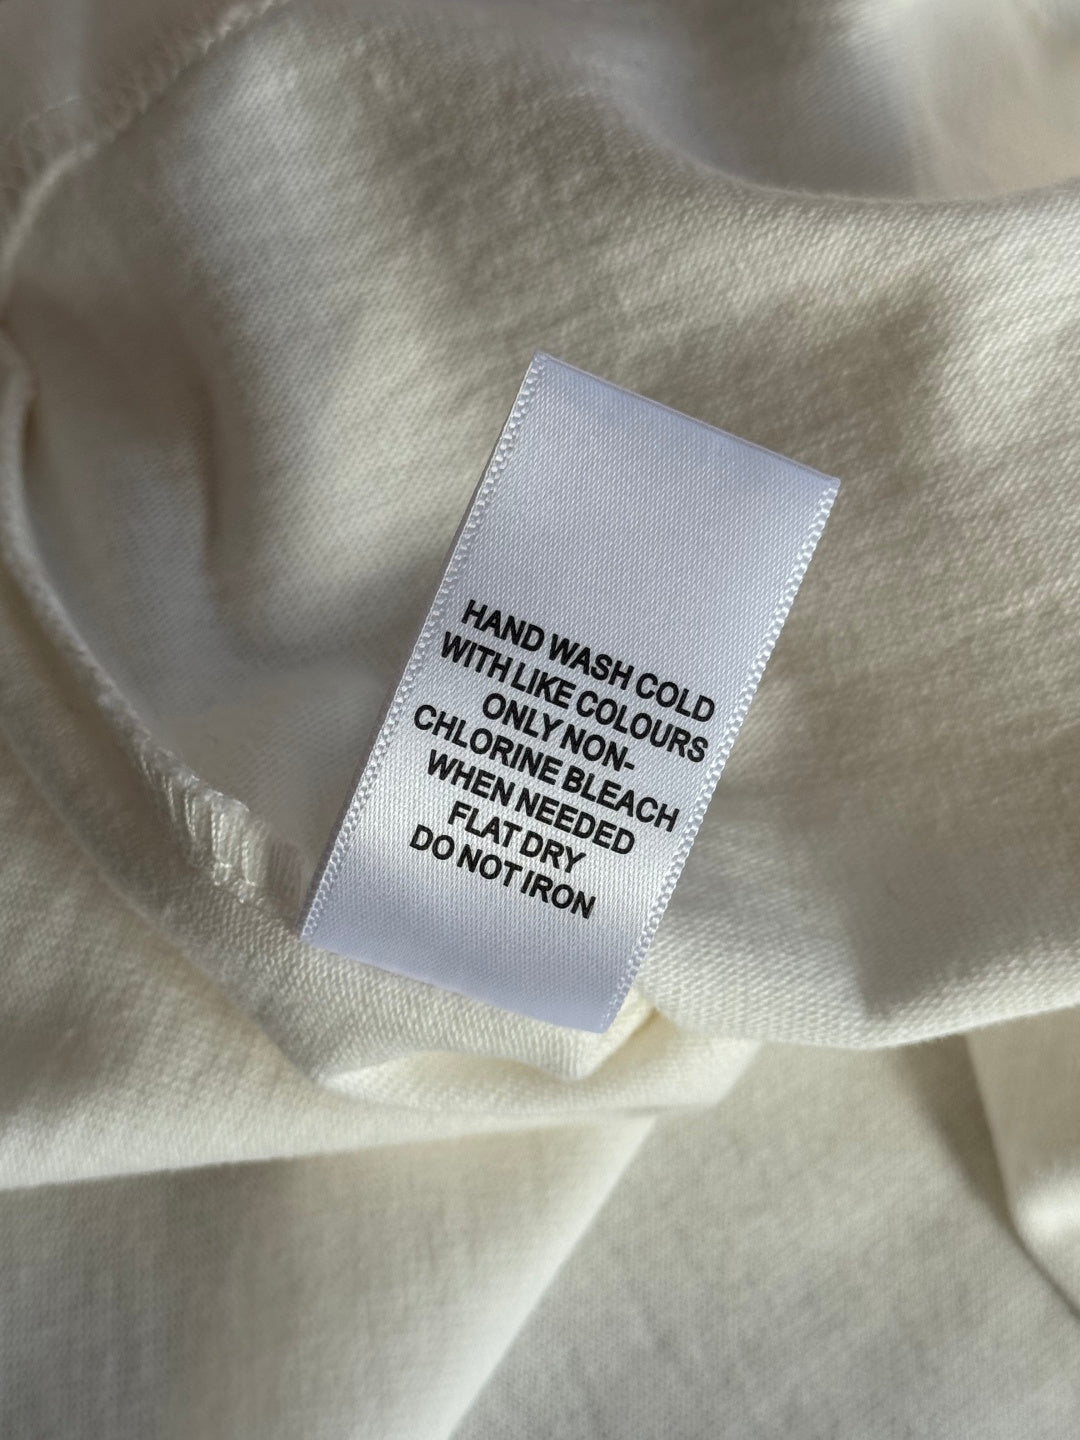 HAND WASH COLD
WITH LIKE COLOURS
ONLY NON-
CHLORINE BLEACH
WHEN NEEDED
FLAT DRY
DO NOT IRON